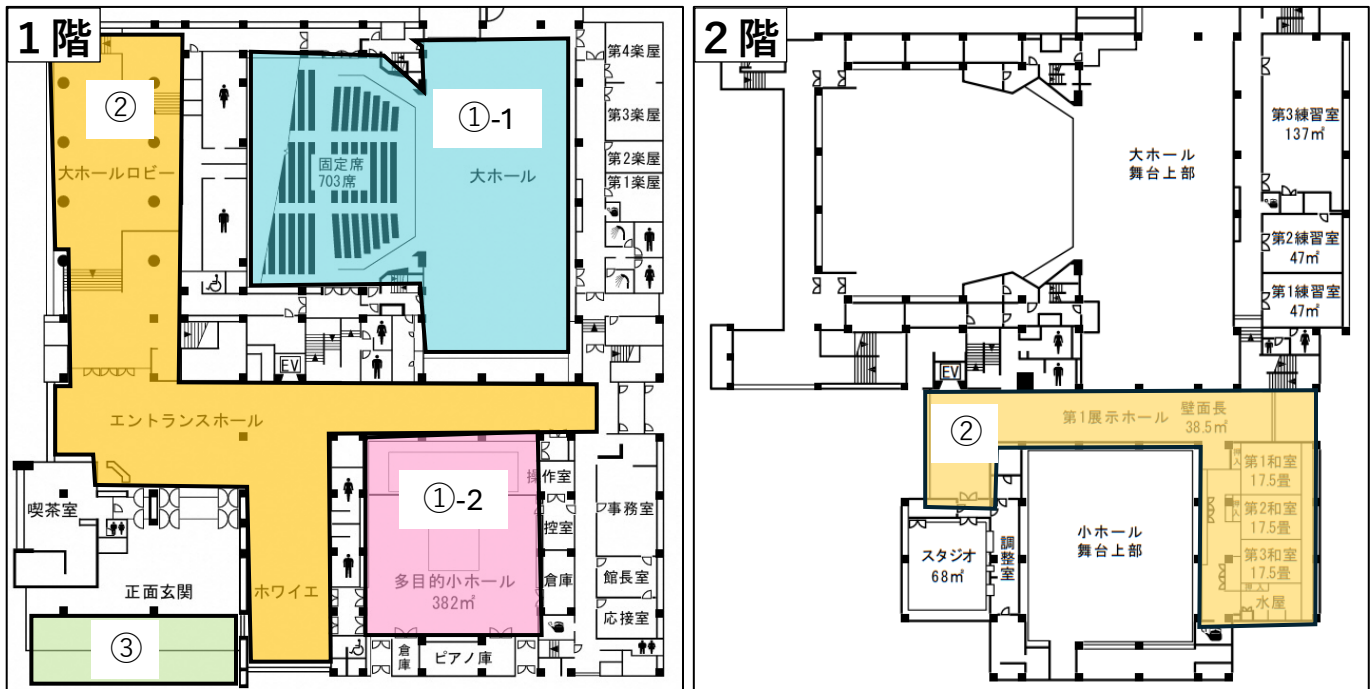 1階
②
①-1
大ホールロビー
固定席
703席
大ホール
第4楽屋
第3楽屋
第2楽屋
第1楽屋
EV
エントランスホール
喫茶室
正面玄関
ホワイエ
③
①-2
多目的小ホール
382㎡
操作室
控室
倉庫
事務室
館長室
応接室
倉庫
ピアノ庫
2階
大ホール
舞台上部
第3練習室
137㎡
第2練習室
47㎡
第1練習室
47㎡
EV
第1展示ホール
壁面長
38.5㎡
②
押入
第1和室
17.5畳
押入
第2和室
17.5畳
第3和室
17.5畳
水屋
スタジオ
68㎡
調整室
小ホール
舞台上部